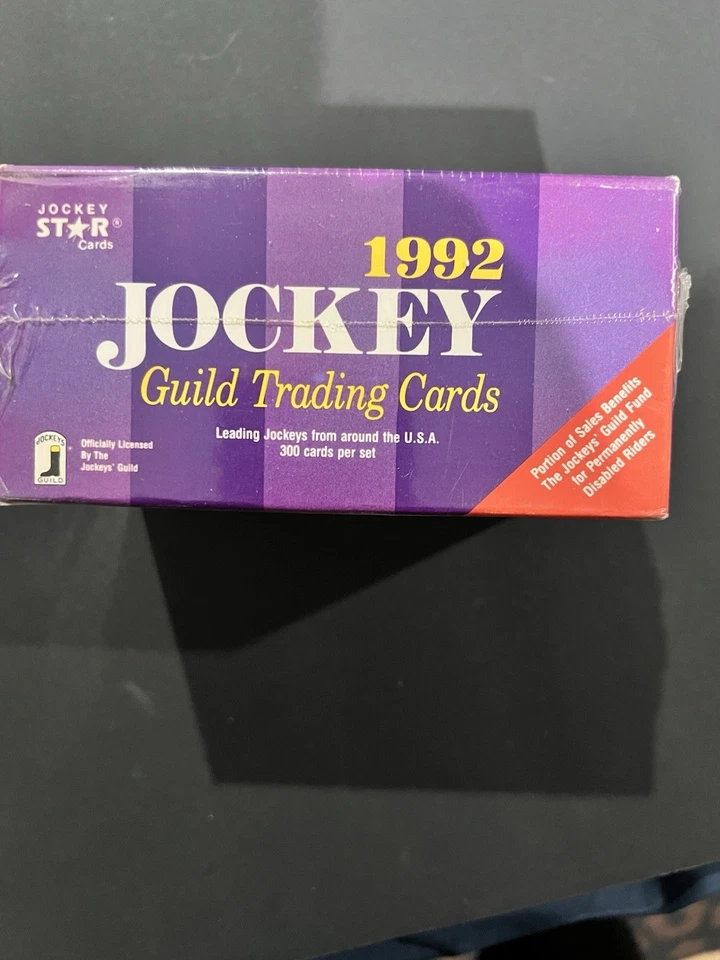 JOCKEY
ST★R®
Cards
1992
JOCKEY
Guild Trading Cards
Leading Jockeys from around the U.S.A.
300 cards per set
JOCKEYS'
GUILD
Officially Licensed
By The
Jockeys' Guild
Portion of Sales Benefits
The Jockeys' Guild Fund
for Permanently
Disabled Riders